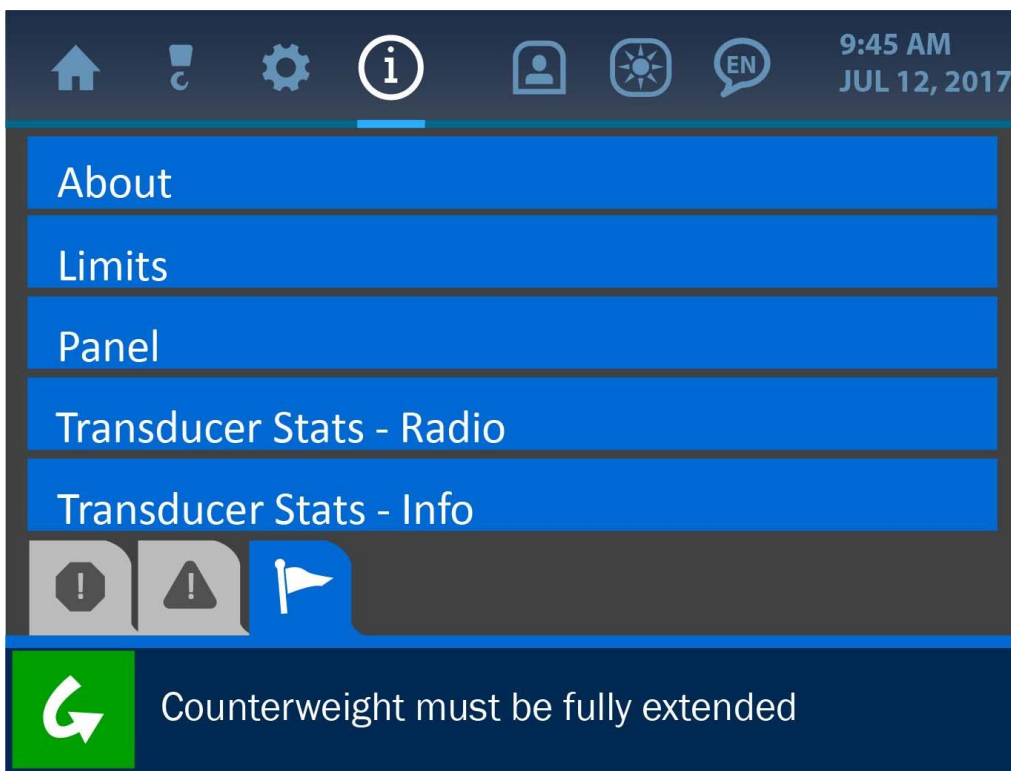 i
EN
9:45 AM
JUL 12, 2017
About
Limits
Panel
Transducer Stats - Radio
Transducer Stats - Info
! !
Counterweight must be fully extended